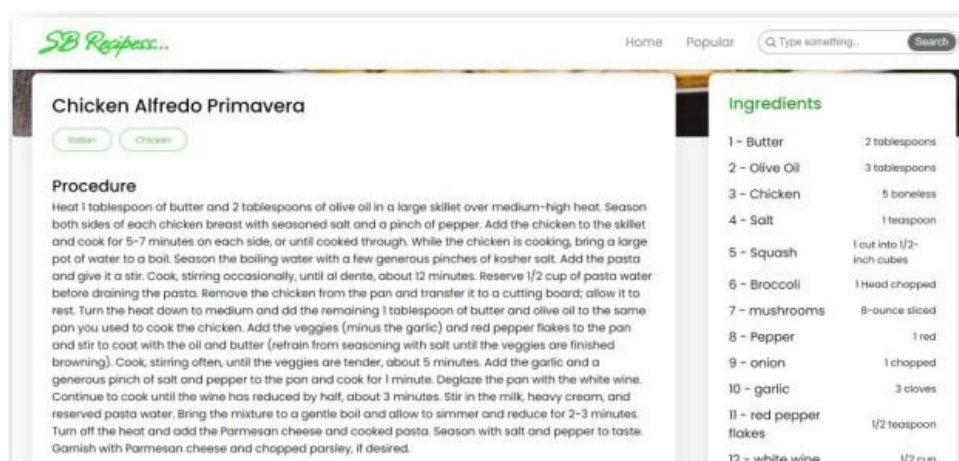 SB Recipess...
Home
Popular
Type something..
Search
Chicken Alfredo Primavera
Italian
Chicken
Procedure
Heat 1 tablespoon of butter and 2 tablespoons of olive oil in a large skillet over medium-high heat. Season
both sides of each chicken breast with seasoned salt and a pinch of pepper. Add the chicken to the skillet
and cook for 5-7 minutes on each side, or until cooked through. While the chicken is cooking, bring a large
pot of water to a boil. Season the boiling water with a few generous pinches of kosher salt. Add the pasta
and give it a stir. Cook, stirring occasionally, until al dente, about 12 minutes. Reserve 1/2 cup of pasta water
before draining the pasta. Remove the chicken from the pan and transfer it to a cutting board; allow it to
rest. Turn the heat down to medium and dd the remaining 1 tablespoon of butter and olive oil to the same
pan you used to cook the chicken. Add the veggies (minus the garlic) and red pepper flakes to the pan
and stir to coat with the oil and butter (refrain from seasoning with salt until the veggies are finished
browning). Cook, stirring often, until the veggies are tender, about 5 minutes. Add the garlic and a
generous pinch of salt and pepper to the pan and cook for 1 minute. Deglaze the pan with the white wine.
Continue to cook until the wine has reduced by half, about 3 minutes. Stir in the milk, heavy cream, and
reserved pasta water. Bring the mixture to a gentle boil and allow to simmer and reduce for 2-3 minutes.
Turn off the heat and add the Parmesan cheese and cooked pasta. Season with salt and pepper to taste.
Garnish with Parmesan cheese and chopped parsley, if desired.
Ingredients
1 - Butter 2 tablespoons
2 - Olive Oil 3 tablespoons
3 - Chicken 5 boneless
4 - Salt 1 teaspoon
5 - Squash 1 cut into 1/2-
inch cubes
6 - Broccoli 1 Head chopped
7 - mushrooms 8-ounce sliced
8 - Pepper 1 red
9 - onion 1 chopped
10 - garlic 3 cloves
11 - red pepper
flakes 1/2 teaspoon
12 - white wine 1/2 cup